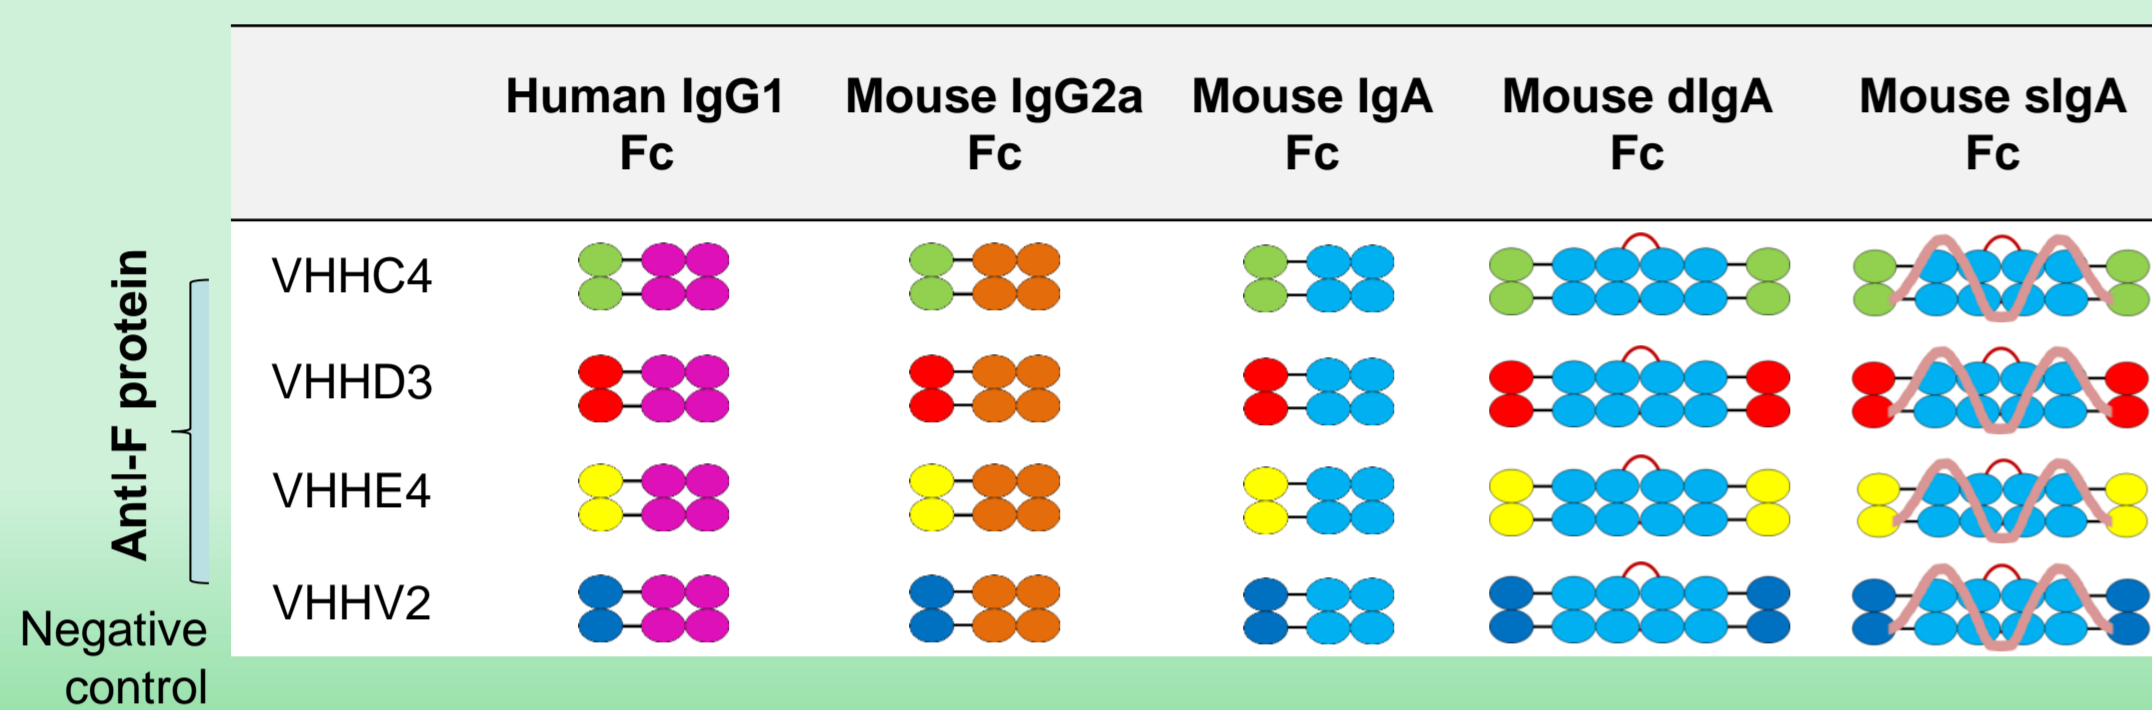 Human IgG1
Fc
Mouse IgG2a
Fc
Mouse IgA
Fc
Mouse dIgA
Fc
Mouse sIgA
Fc
Anti-F protein
VHHC4
VHHD3
VHHE4
VHHV2
Negative
control